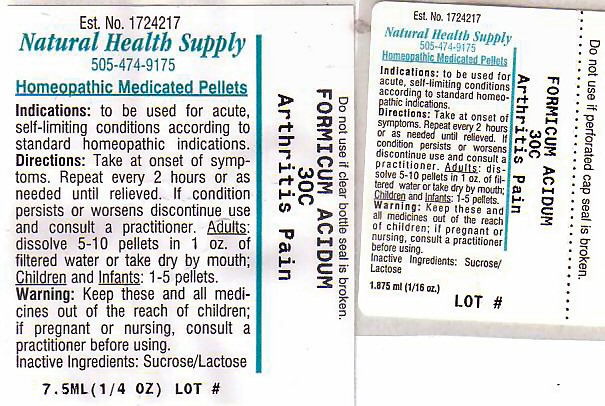 Est. No. 1724217
Natural Health Supply
505-474-9175
Homeopathic Medicated Pellets
Indications: to be used for acute,
self-limiting conditions according to
standard homeopathic indications.
Directions: Take at onset of symp-
toms. Repeat every 2 hours or as
needed until relieved. If condition
persists or worsens discontinue use
and consult a practitioner. Adults:
dissolve 5-10 pellets in 1 oz. of
filtered water or take dry by mouth;
Children and Infants: 1-5 pellets.
Warning: Keep these and all medi-
cines out of the reach of children;
if pregnant or nursing, consult a
practitioner before using.
Inactive Ingredients: Sucrose/Lactose
7.5ML(1/4 OZ) LOT #
Do not use if clear bottle seal is broken.
FORMICUM ACIDUM
30C
Arthritis Pain
Est. No. 1724217
Natural Health Supply
505-474-9175
Homeopathic Medicated Pellets
Indications: to be used for
acute, self-limiting conditions
according to standard homeo-
pathic indications.
Directions: Take at onset of
symptoms. Repeat every 2 hours
or as needed until relieved. If
condition persists or worsens
discontinue use and consult a
practitioner. Adults: dis-
solve 5-10 pellets in 1 oz. of fil-
tered water or take dry by mouth;
Children and Infants: 1-5 pellets.
Warning: Keep these and
all medicines out of the reach
of children; if pregnant or
nursing, consult a practitioner
before using.
Inactive Ingredients: Sucrose/
Lactose
1.875 ml (1/16 oz.)
LOT #
Do not use if perforated cap seal is broken.
FORMICUM ACIDUM
30C
Arthritis Pain